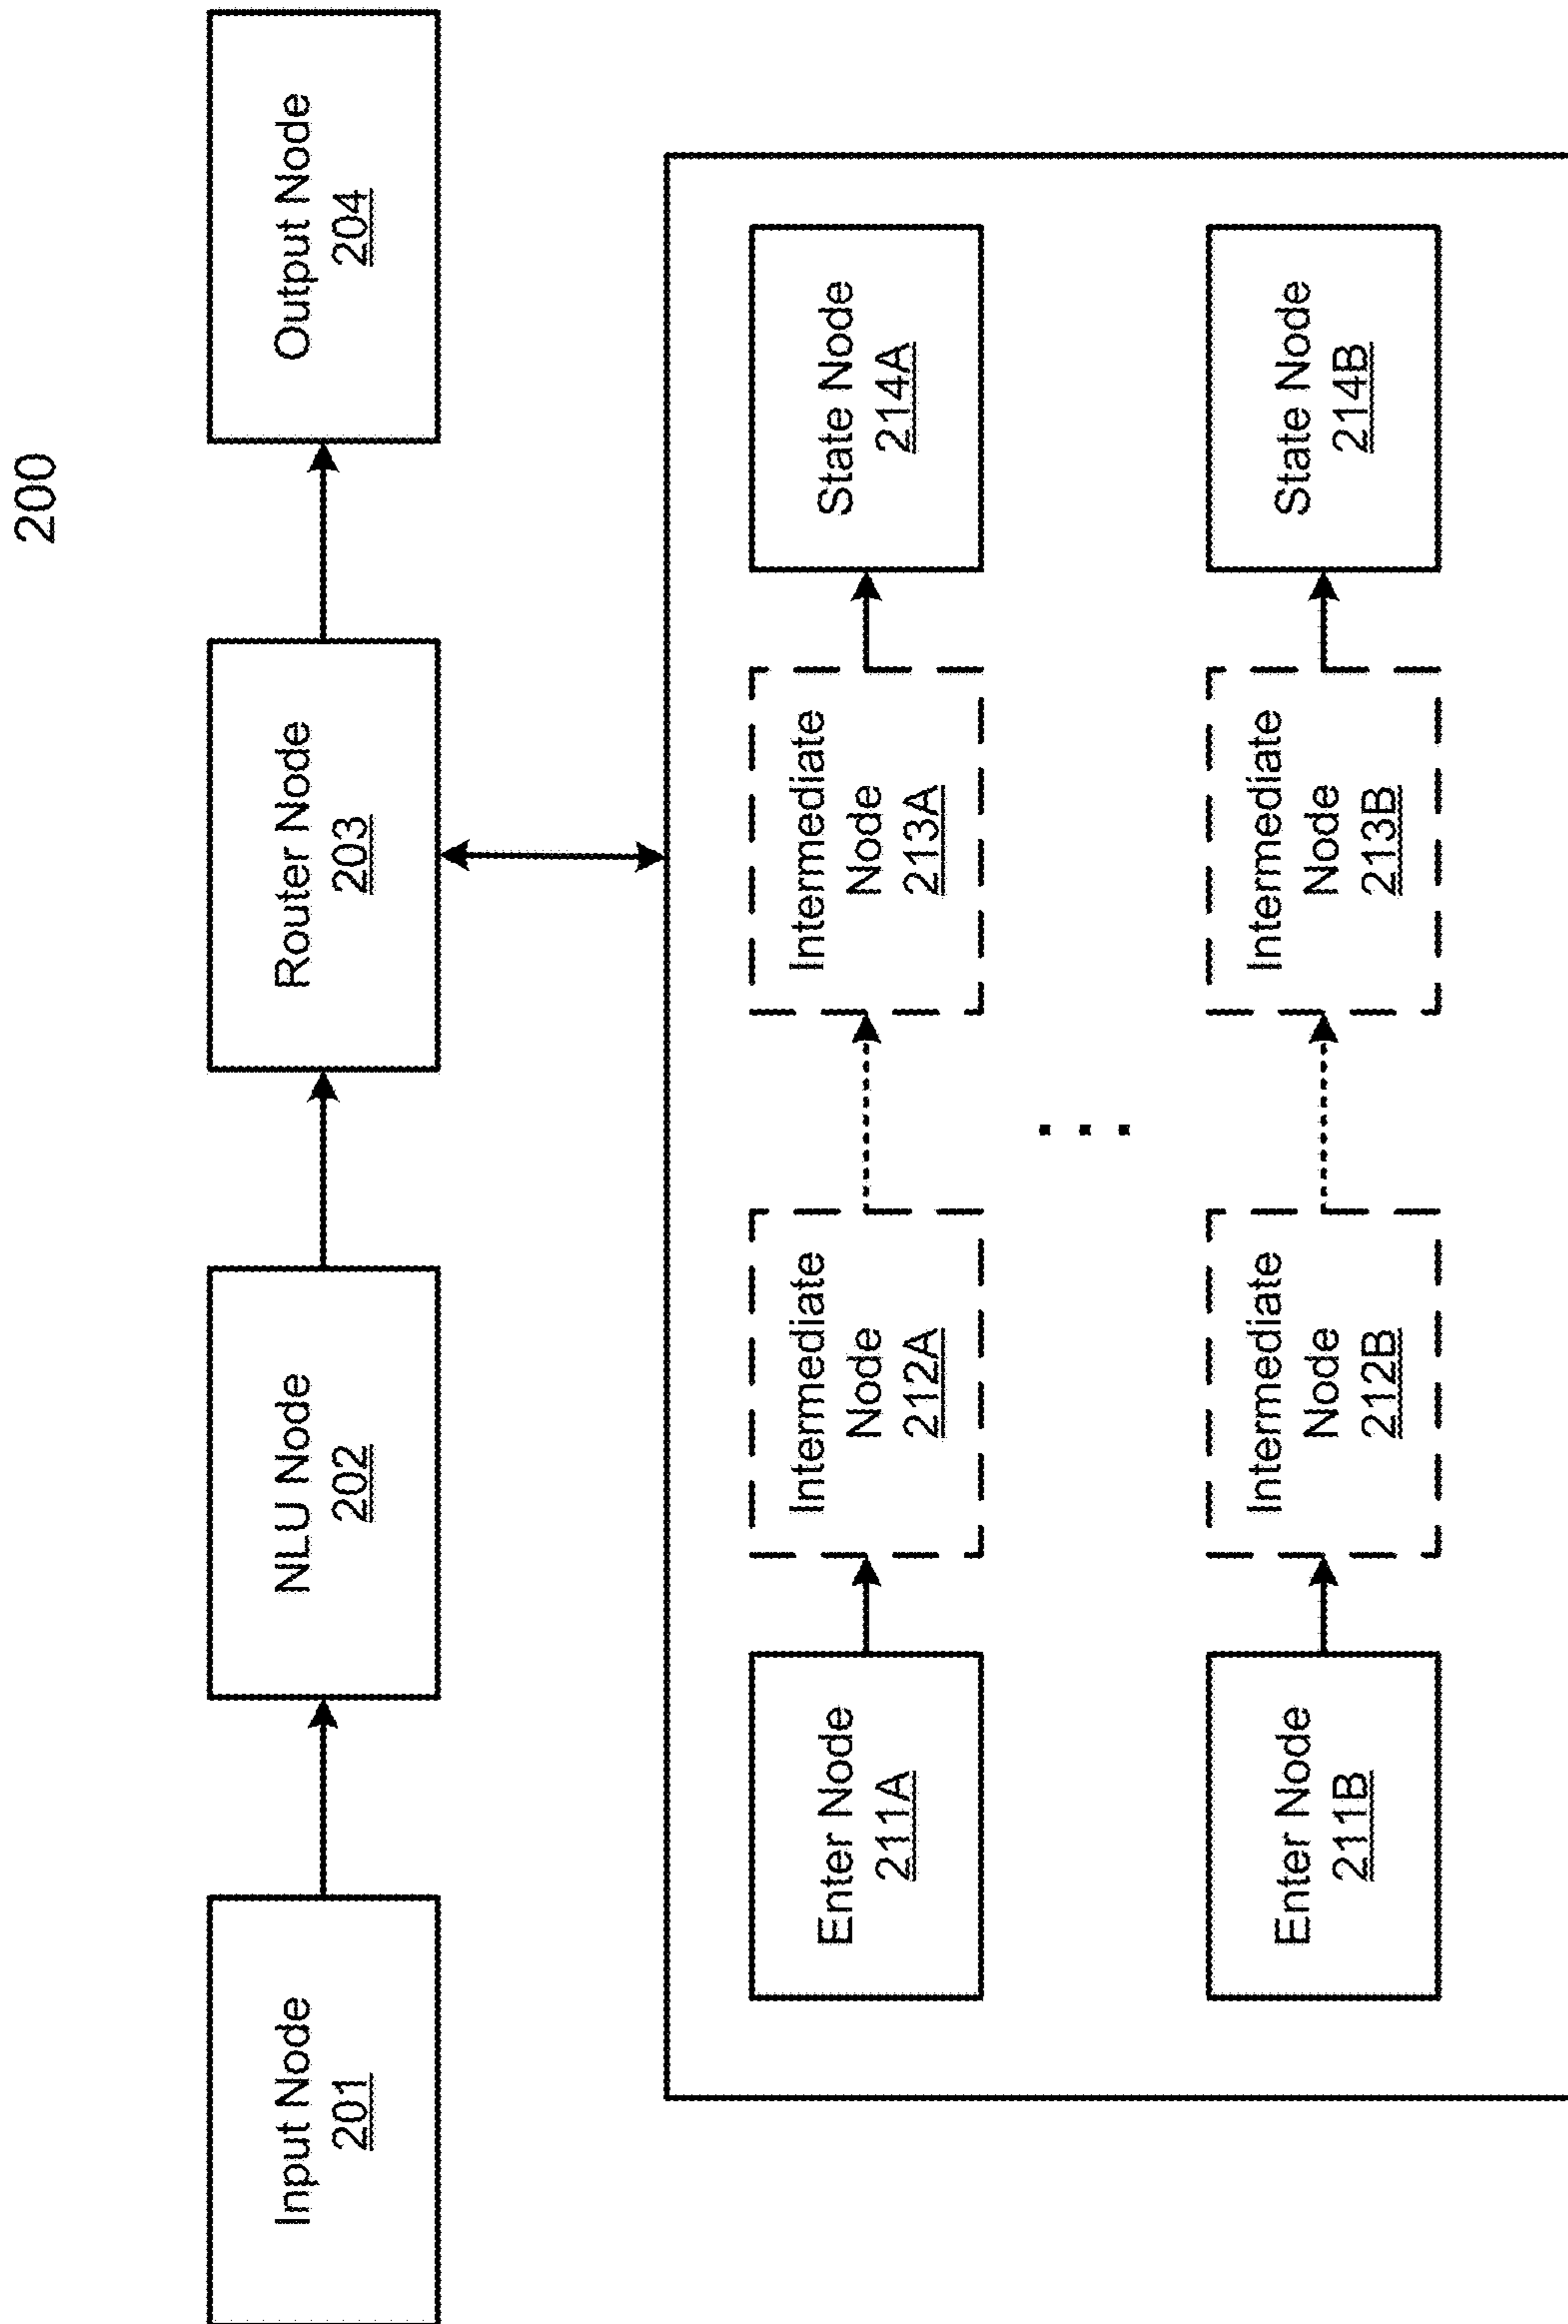 200
Input Node
201
NLU Node
202
Router Node
203
Output Node
204
Enter Node
211A
Intermediate
Node
212A
Intermediate
Node
213A
State Node
214A
. . .
Enter Node
211B
Intermediate
Node
212B
Intermediate
Node
213B
State Node
214B